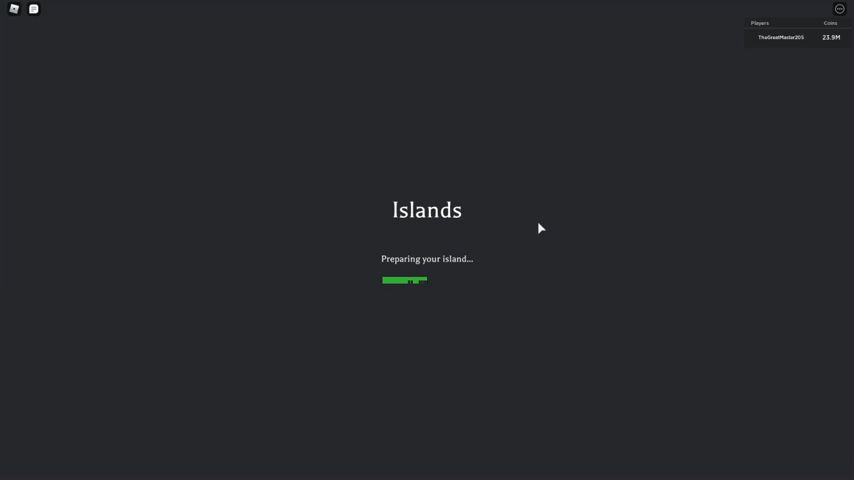 Players Coins
TheGreatMaster205 23.9M
Islands
Preparing your island...